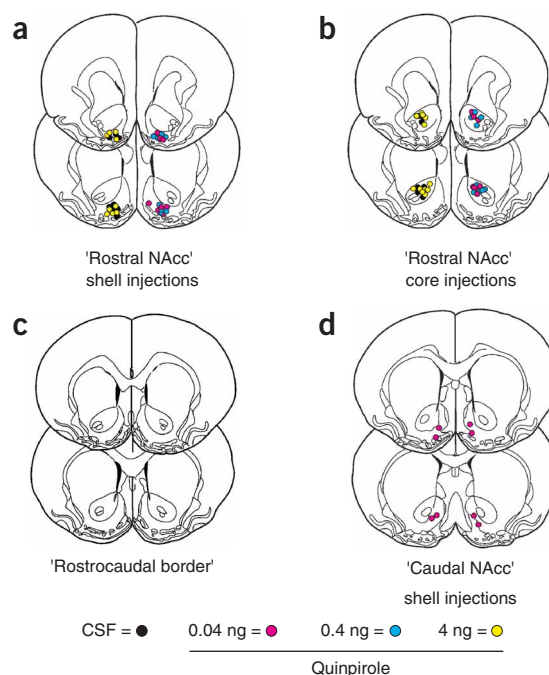 a
b
'Rostral NAcc'
shell injections
'Rostral NAcc'
core injections
c
d
'Rostrocaudal border'
'Caudal NAcc'
shell injections
CSF = 0.04 ng = 0.4 ng = 4 ng =
Quinpirole